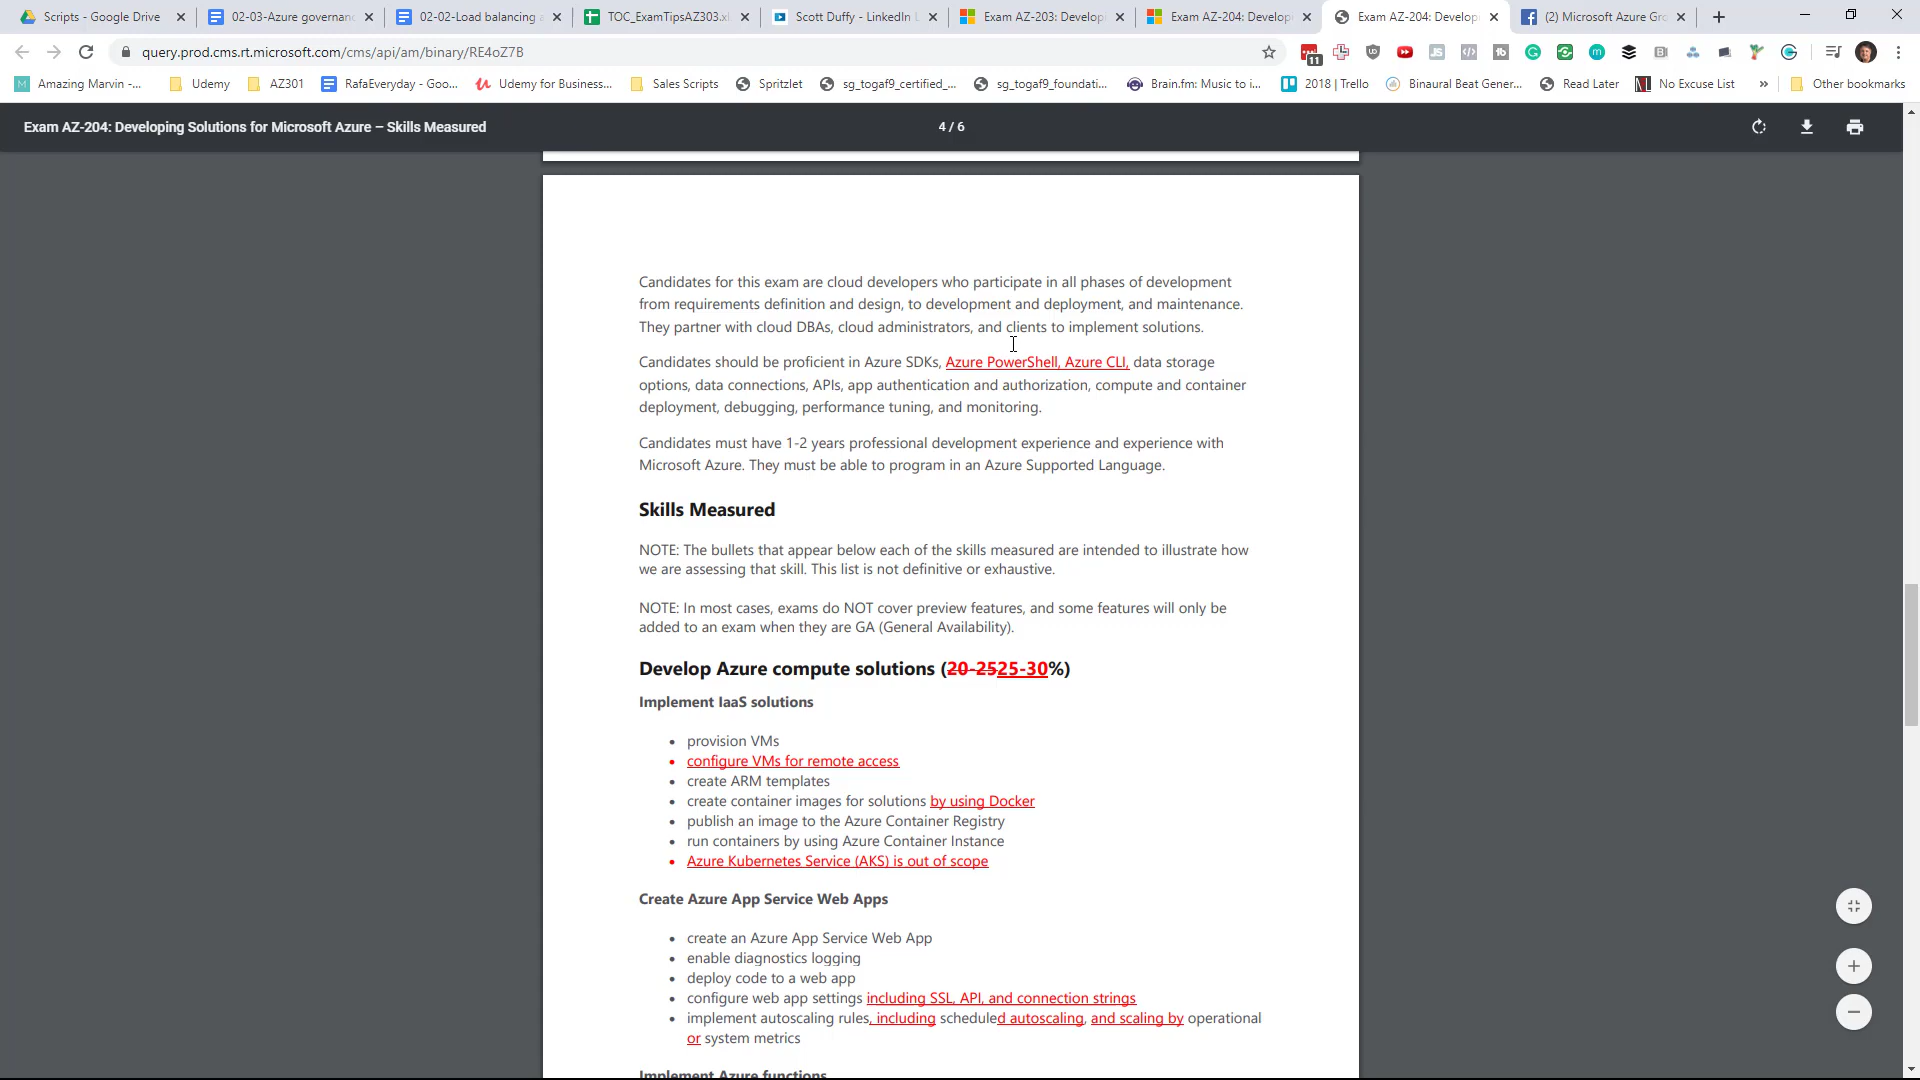 Scripts - Google Drive
02-03-Azure governan
02-02-Load balancing a
TOC_ExamTipsAZ303.xl
Scott Duffy - LinkedIn L
Exam AZ-203: Develop
Exam AZ-204: Develop
Exam AZ-204: Develop
(2) Microsoft Azure Gro
query.prod.cms.rt.microsoft.com/cms/api/am/binary/RE4oZ7B
11
Amazing Marvin -...
Udemy
AZ301
RafaEveryday - Goo...
Udemy for Business...
Sales Scripts
Spritzlet
sg_togaf9_certified_...
sg_togaf9_foundati...
Brain.fm: Music to i...
2018 | Trello
Binaural Beat Gener...
Read Later
No Excuse List
»
Other bookmarks
Exam AZ-204: Developing Solutions for Microsoft Azure – Skills Measured
4 / 6
Candidates for this exam are cloud developers who participate in all phases of development
from requirements definition and design, to development and deployment, and maintenance.
They partner with cloud DBAs, cloud administrators, and clients to implement solutions.
Candidates should be proficient in Azure SDKs, Azure PowerShell, Azure CLI, data storage
options, data connections, APIs, app authentication and authorization, compute and container
deployment, debugging, performance tuning, and monitoring.
Candidates must have 1-2 years professional development experience and experience with
Microsoft Azure. They must be able to program in an Azure Supported Language.
Skills Measured
NOTE: The bullets that appear below each of the skills measured are intended to illustrate how
we are assessing that skill. This list is not definitive or exhaustive.
NOTE: In most cases, exams do NOT cover preview features, and some features will only be
added to an exam when they are GA (General Availability).
Develop Azure compute solutions (20-2525-30%)
Implement IaaS solutions
• provision VMs
• configure VMs for remote access
• create ARM templates
• create container images for solutions by using Docker
• publish an image to the Azure Container Registry
• run containers by using Azure Container Instance
• Azure Kubernetes Service (AKS) is out of scope
Create Azure App Service Web Apps
• create an Azure App Service Web App
• enable diagnostics logging
• deploy code to a web app
• configure web app settings including SSL, API, and connection strings
• implement autoscaling rules, including scheduled autoscaling, and scaling by operational
or system metrics
Implement Azure functions